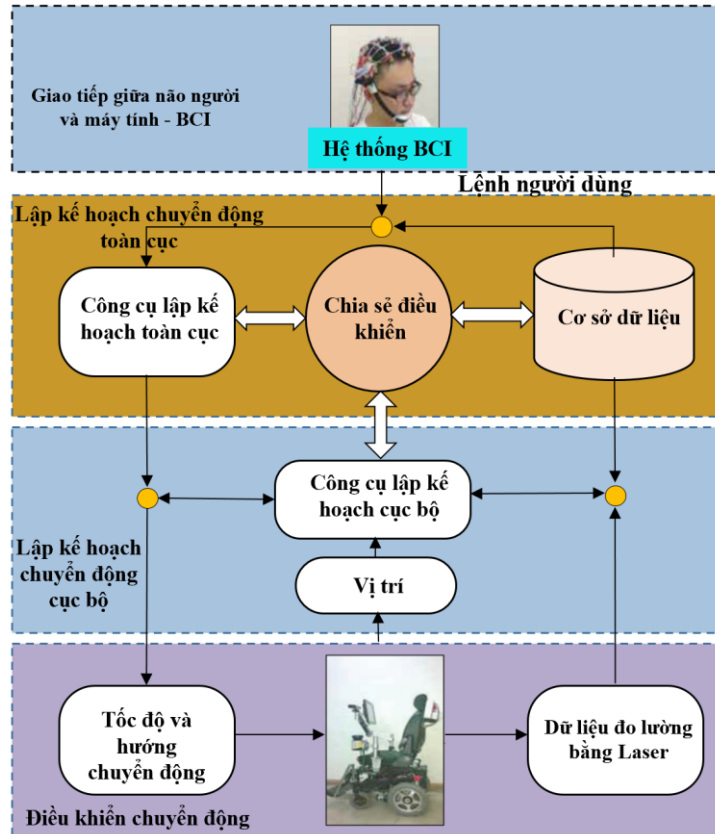 Giao tiếp giữa não người
và máy tính - BCI
Hệ thống BCI
Lệnh người dùng
Lập kế hoạch chuyển động
toàn cục
Công cụ lập kế
hoạch toàn cục
Chia sẻ điều
khiển
Cơ sở dữ liệu
Công cụ lập kế
hoạch cục bộ
Lập kế hoạch
chuyển động
cục bộ
Vị trí
Tốc độ và
hướng
chuyển động
Dữ liệu đo lường
bằng Laser
Điều khiển chuyển động